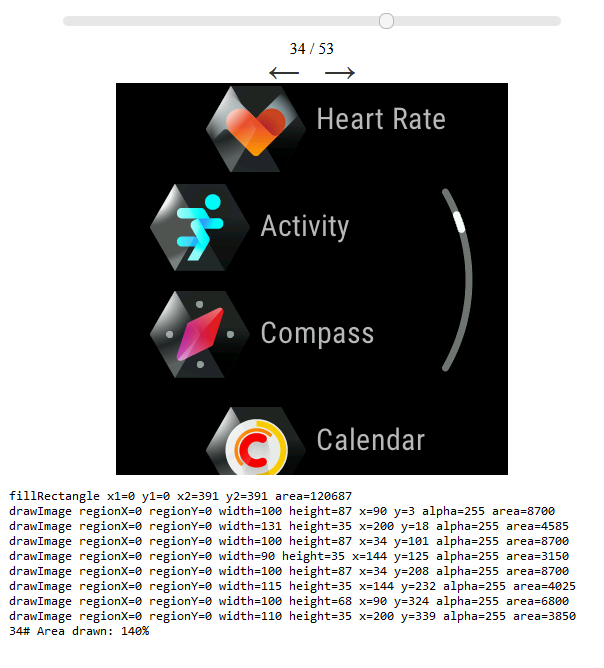 34 / 53
← →
Heart Rate
Activity
Compass
Calendar
fillRectangle x1=0 y1=0 x2=391 y2=391 area=120687
drawImage regionX=0 regionY=0 width=100 height=87 x=90 y=3 alpha=255 area=8700
drawImage regionX=0 regionY=0 width=131 height=35 x=200 y=18 alpha=255 area=4585
drawImage regionX=0 regionY=0 width=100 height=87 x=34 y=101 alpha=255 area=8700
drawImage regionX=0 regionY=0 width=90 height=35 x=144 y=125 alpha=255 area=3150
drawImage regionX=0 regionY=0 width=100 height=87 x=34 y=208 alpha=255 area=8700
drawImage regionX=0 regionY=0 width=115 height=35 x=144 y=232 alpha=255 area=4025
drawImage regionX=0 regionY=0 width=100 height=68 x=90 y=324 alpha=255 area=6800
drawImage regionX=0 regionY=0 width=110 height=35 x=200 y=339 alpha=255 area=3850
34# Area drawn: 140%